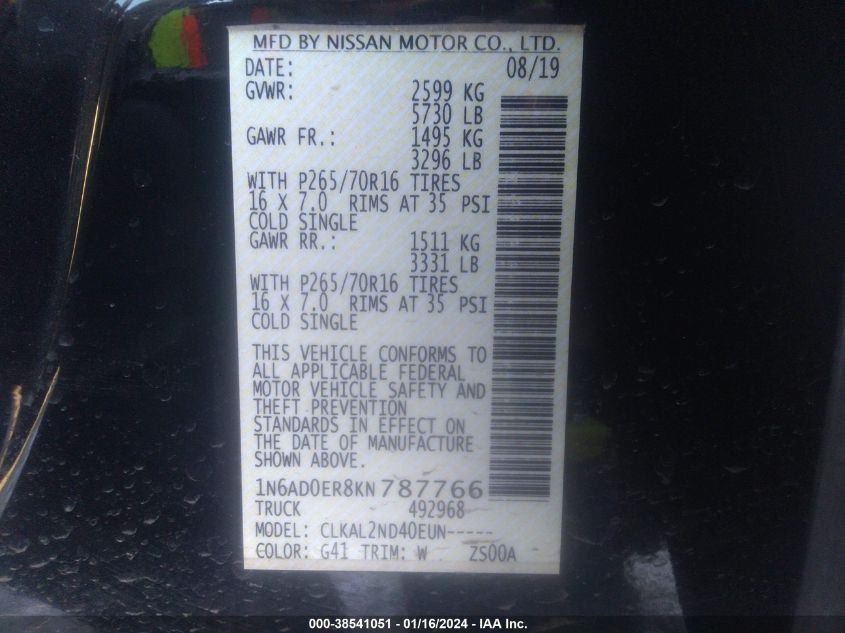 MFD BY NISSAN MOTOR CO., LTD.
DATE: 08/19
GVWR: 2599 KG
5730 LB
GAWR FR.: 1495 KG
3296 LB
WITH P265/70R16 TIRES
16 X 7.0 RIMS AT 35 PSI
COLD SINGLE
GAWR RR.: 1511 KG
3331 LB
WITH P265/70R16 TIRES
16 X 7.0 RIMS AT 35 PSI
COLD SINGLE
THIS VEHICLE CONFORMS TO
ALL APPLICABLE FEDERAL
MOTOR VEHICLE SAFETY AND
THEFT PREVENTION
STANDARDS IN EFFECT ON
THE DATE OF MANUFACTURE
SHOWN ABOVE.
1N6AD0ER8KN787766
TRUCK 492968
MODEL: CLKAL2ND40EUN-----
COLOR: G41 TRIM: W ZS00A
000-38541051 - 01/16/2024 - IAA Inc.